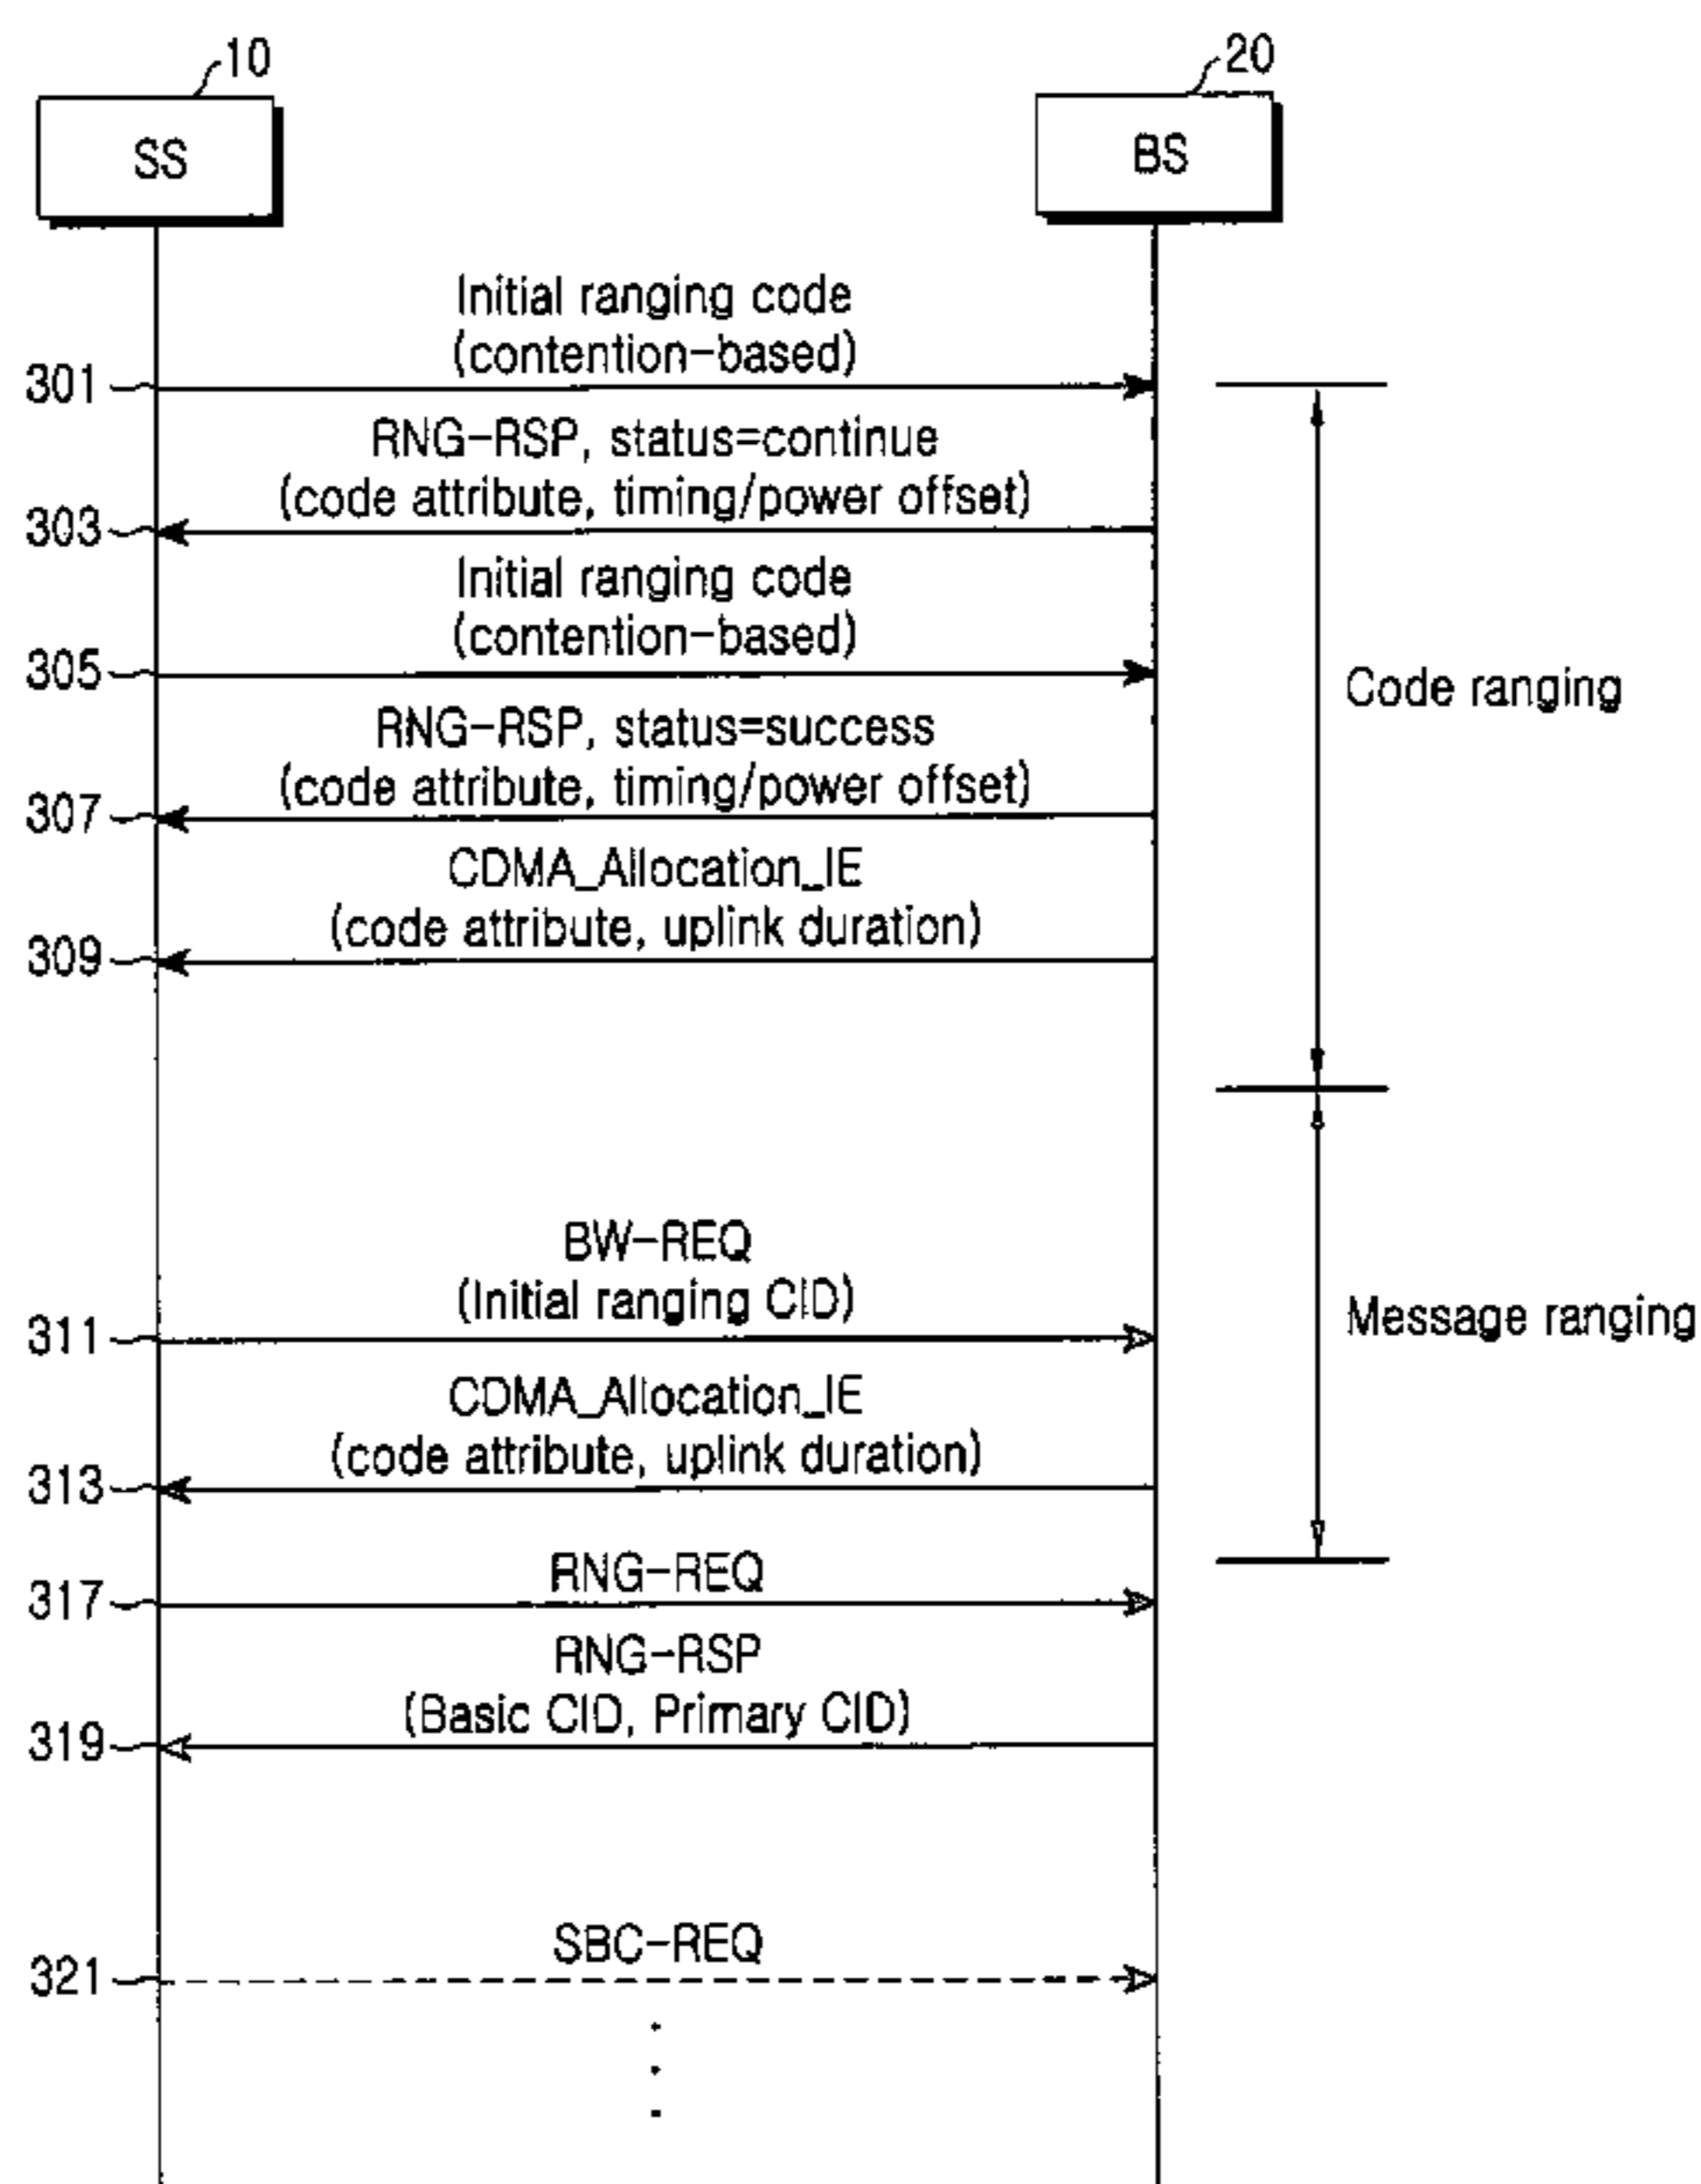 10
20
SS
BS
Initial ranging code
(contention-based)
301
RNG-RSP, status=continue
(code attribute, timing/power offset)
303
Initial ranging code
(contention-based)
305
Code ranging
RNG-RSP, status=success
(code attribute, timing/power offset)
307
CDMA_Allocation_IE
(code attribute, uplink duration)
309
BW-REQ
(Initial ranging CID)
311
Message ranging
CDMA_Allocation_IE
(code attribute, uplink duration)
313
RNG-REQ
317
RNG-RSP
(Basic CID, Primary CID)
319
SBC-REQ
321